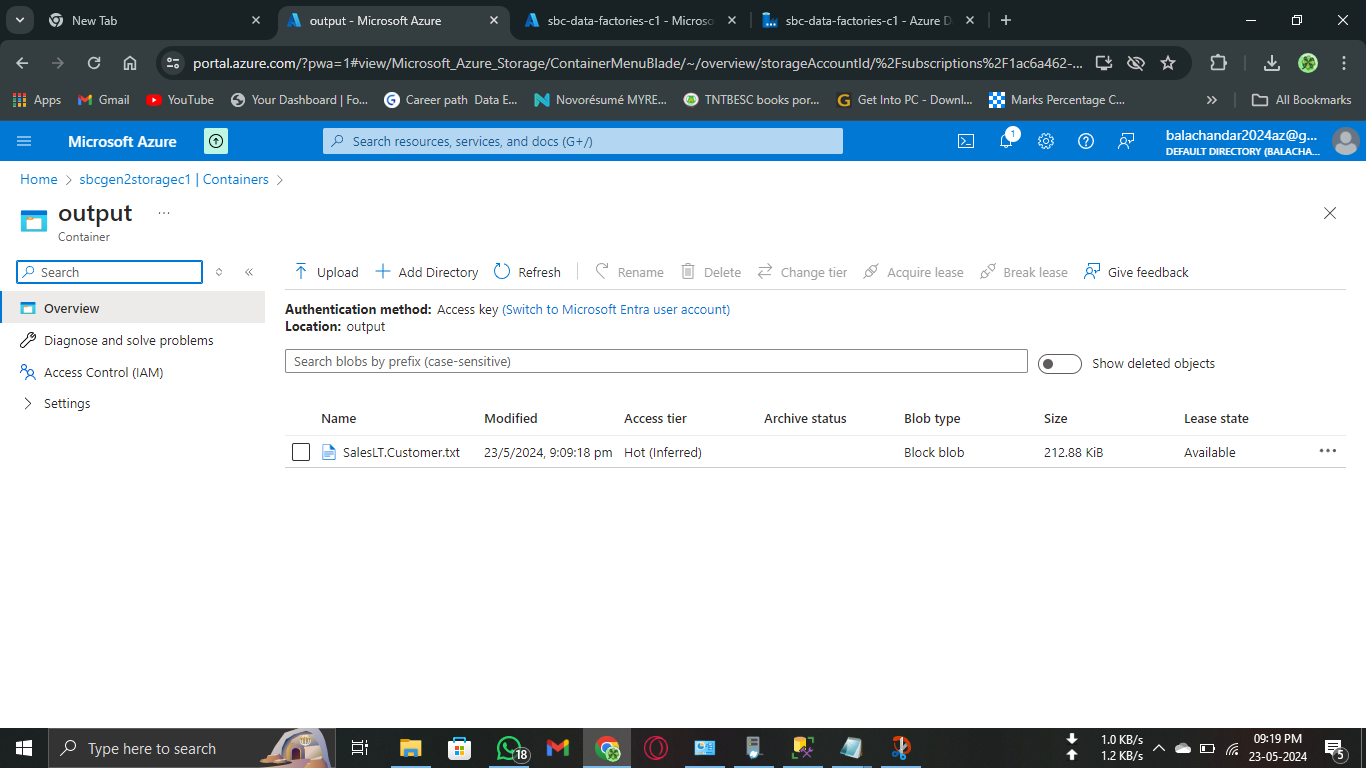 New Tab
output - Microsoft Azure
sbc-data-factories-c1 - Microso
sbc-data-factories-c1 - Azure D
portal.azure.com/?pwa=1#view/Microsoft_Azure_Storage/ContainerMenuBlade/~/overview/storageAccountId/%2Fsubscriptions%2F1ac6a462-...
Apps
Gmail
YouTube
Your Dashboard | Fo...
Career path Data E...
Novorésumé MYRE...
TNTBESC books por...
Get Into PC - Downl...
Marks Percentage C...
All Bookmarks
Microsoft Azure
Search resources, services, and docs (G+/)
1
balachandar2024az@g...
DEFAULT DIRECTORY (BALACHA...
Home > sbcgen2storagec1 | Containers >
output ...
Container
Search
Upload
Add Directory
Refresh
Rename
Delete
Change tier
Acquire lease
Break lease
Give feedback
Overview
Diagnose and solve problems
Access Control (IAM)
Settings
Authentication method: Access key (Switch to Microsoft Entra user account)
Location: output
Search blobs by prefix (case-sensitive)
Show deleted objects
Name Modified Access tier Archive status Blob type Size Lease state
SalesLT.Customer.txt 23/5/2024, 9:09:18 pm Hot (Inferred) Block blob 212.88 KiB Available
Type here to search
18
1.0 KB/s
1.2 KB/s
09:19 PM
23-05-2024
5